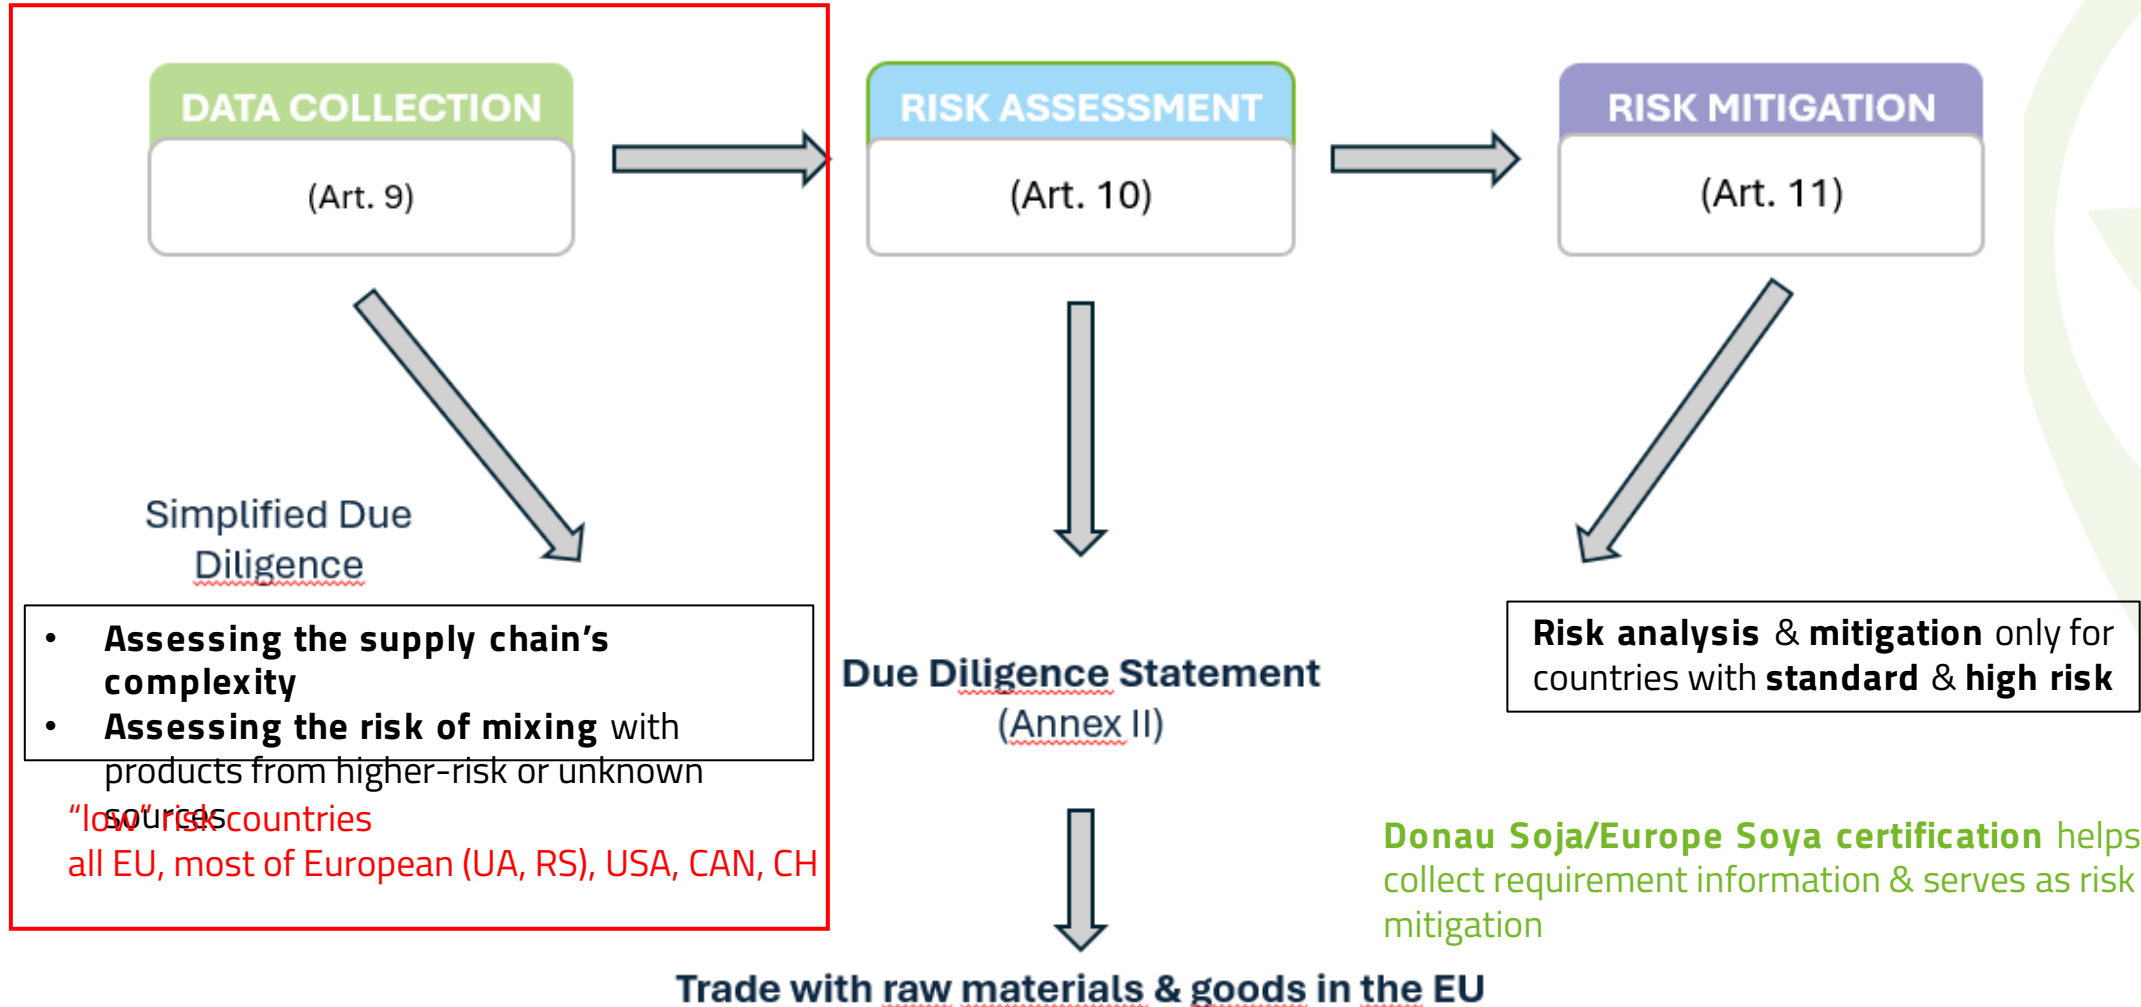 DATA COLLECTION
(Art. 9)
RISK ASSESSMENT
(Art. 10)
RISK MITIGATION
(Art. 11)
Simplified Due
Diligence
• Assessing the supply chain’s
complexity
• Assessing the risk of mixing with
products from higher-risk or unknown
sources
“low” risk countries
all EU, most of European (UA, RS), USA, CAN, CH
Due Diligence Statement
(Annex II)
Risk analysis & mitigation only for
countries with standard & high risk
Donau Soja/Europe Soya certification helps
collect requirement information & serves as risk
mitigation
Trade with raw materials & goods in the EU